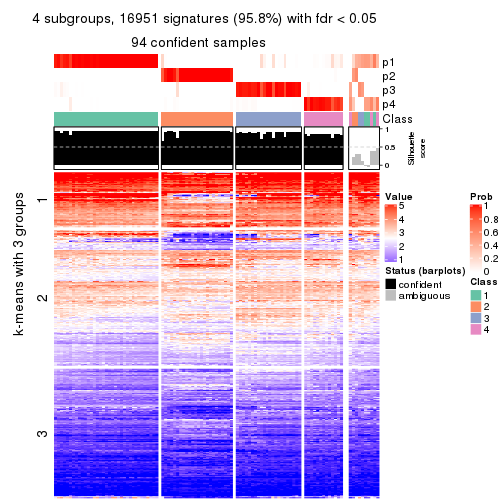 4 subgroups, 16951 signatures (95.8%) with fdr < 0.05
94 confident samples
p1
p2
p3
p4
Class
1
0.5
0
Silhouette
score
k-means with 3 groups
1
2
3
Value
5
4
3
2
1
Status (barplots)
confident
ambiguous
Prob
1
0.8
0.6
0.4
0.2
0
Class
1
2
3
4